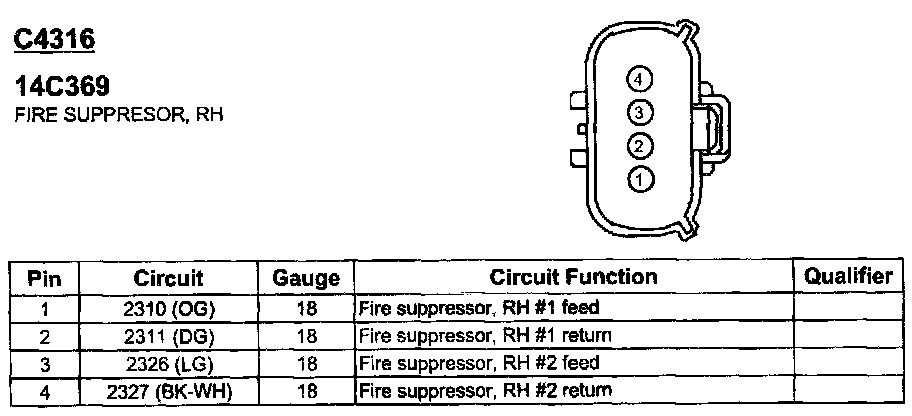 C4316
14C369
FIRE SUPPRESOR, RH
4
3
2
1
Pin Circuit Gauge Circuit Function Qualifier
1 2310 (OG) 18 Fire suppressor, RH #1 feed
2 2311 (DG) 18 Fire suppressor, RH #1 return
3 2326 (LG) 18 Fire suppressor, RH #2 feed
4 2327 (BK-WH) 18 Fire suppressor, RH #2 return